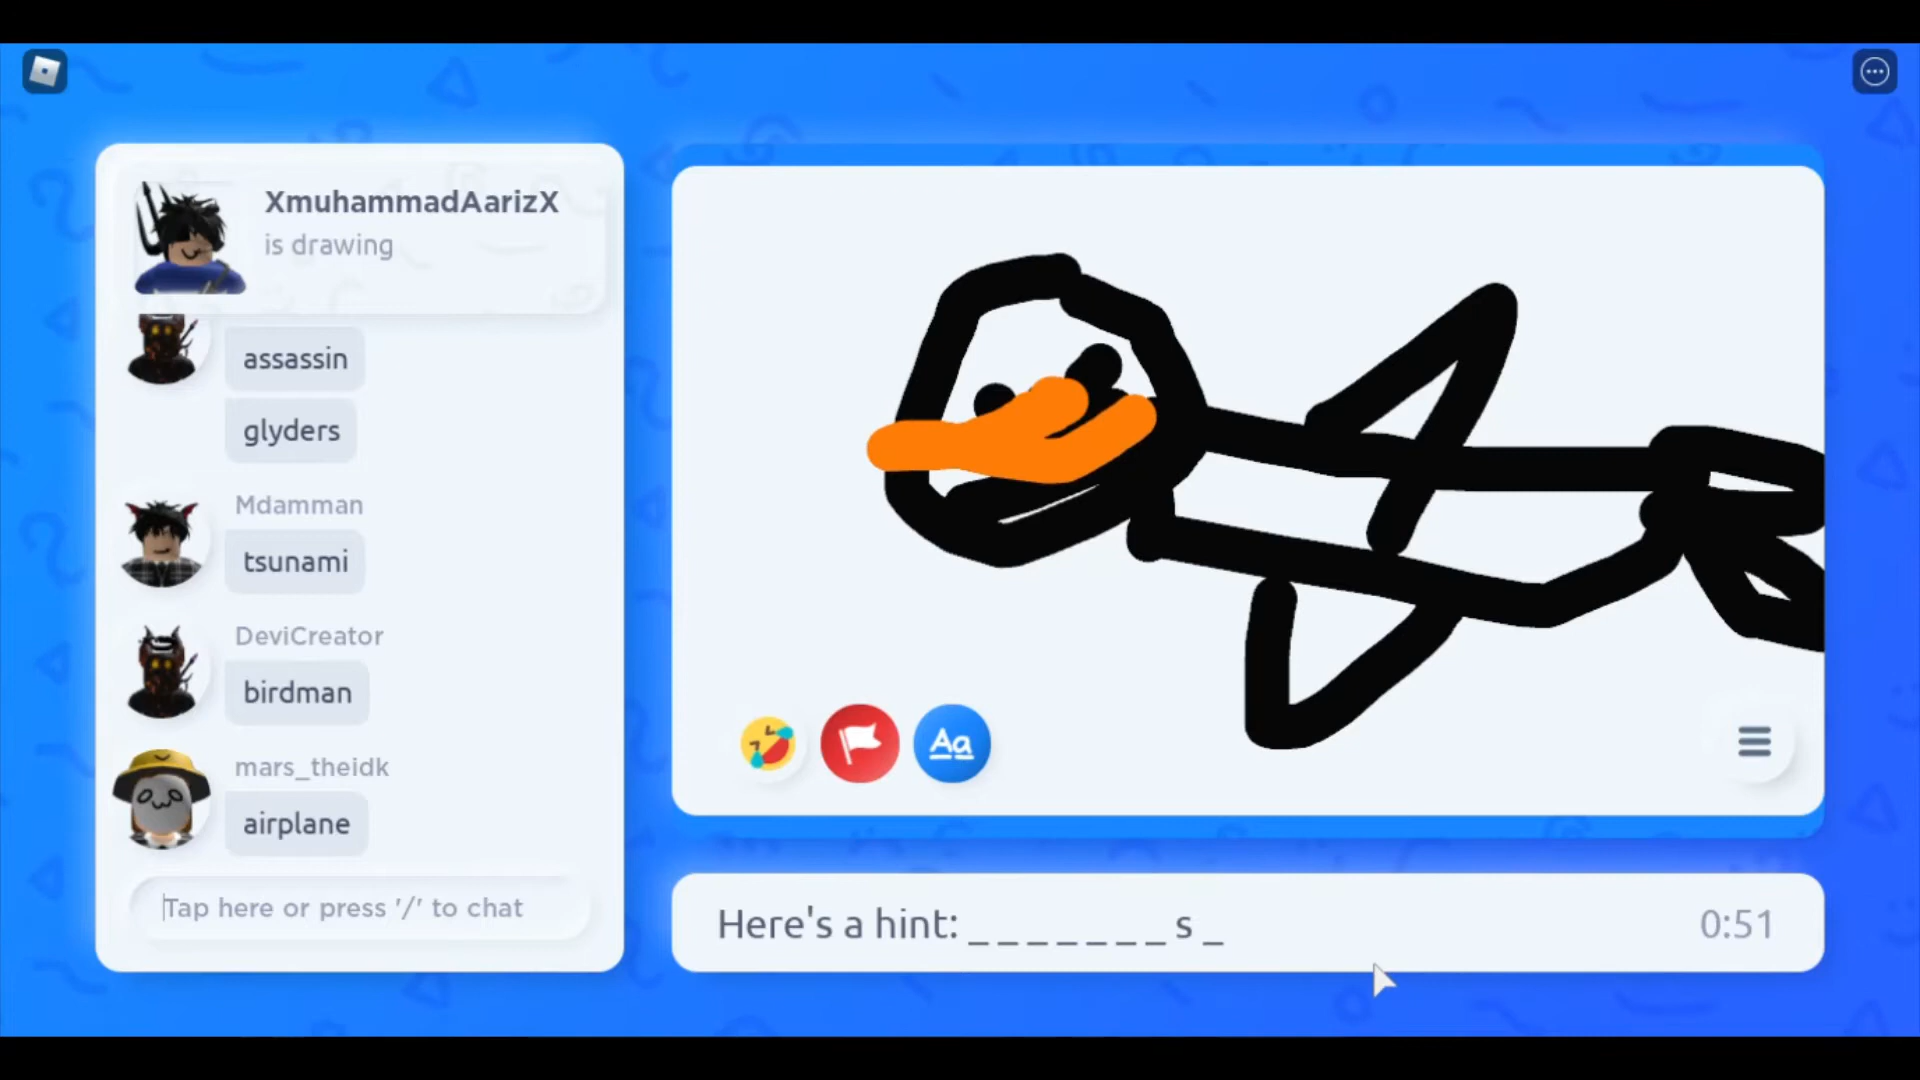 XmuhammadAarizX
is drawing
assassin
glyders
Mdamman
tsunami
DeviCreator
birdman
mars_theidk
airplane
Tap here or press '/' to chat
Aa
Here's a hint: _ _ _ _ _ _ _ s _
0:51